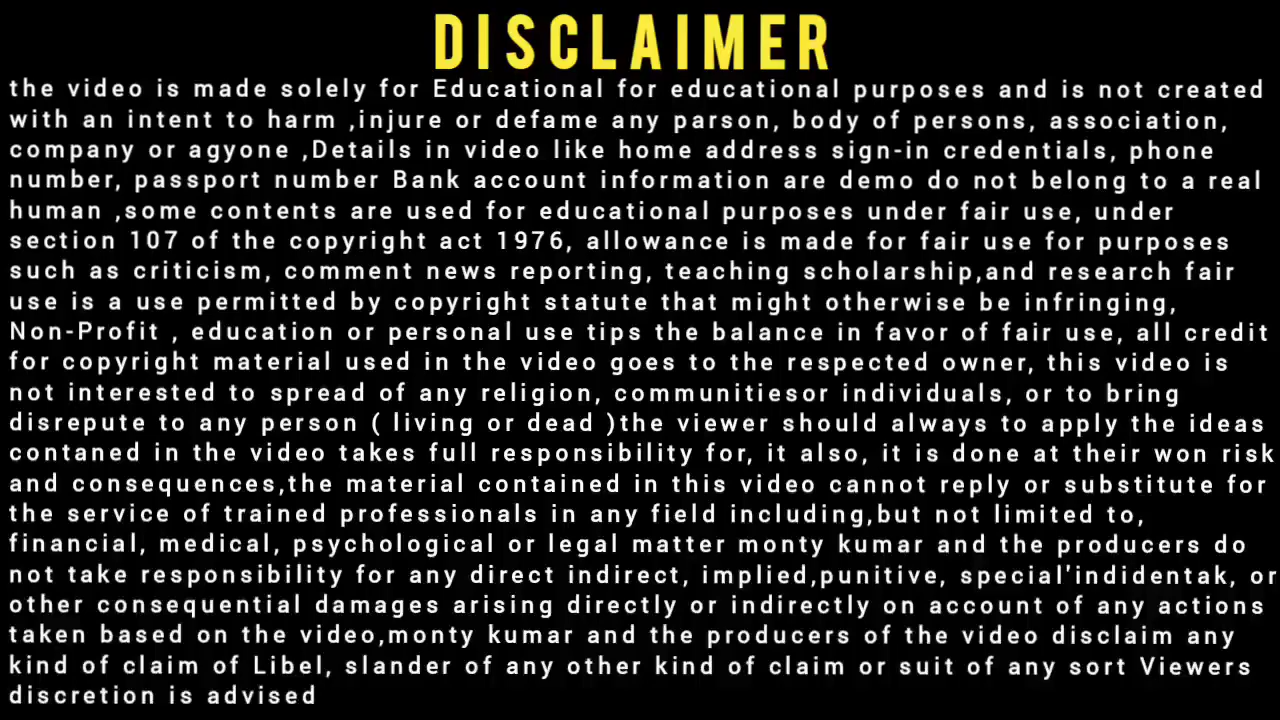 DISCLAIMER
the video is made solely for Educational for educational purposes and is not created
with an intent to harm ,injure or defame any parson, body of persons, association,
company or agyone ,Details in video like home address sign-in credentials, phone
number, passport number Bank account information are demo do not belong to a real
human ,some contents are used for educational purposes under fair use, under
section 107 of the copyright act 1976, allowance is made for fair use for purposes
such as criticism, comment news reporting, teaching scholarship,and research fair
use is a use permitted by copyright statute that might otherwise be infringing,
Non-Profit , education or personal use tips the balance in favor of fair use, all credit
for copyright material used in the video goes to the respected owner, this video is
not interested to spread of any religion, communitiesor individuals, or to bring
disrepute to any person ( living or dead )the viewer should always to apply the ideas
contaned in the video takes full responsibility for, it also, it is done at their won risk
and consequences,the material contained in this video cannot reply or substitute for
the service of trained professionals in any field including,but not limited to,
financial, medical, psychological or legal matter monty kumar and the producers do
not take responsibility for any direct indirect, implied,punitive, special'indidentak, or
other consequential damages arising directly or indirectly on account of any actions
taken based on the video,monty kumar and the producers of the video disclaim any
kind of claim of Libel, slander of any other kind of claim or suit of any sort Viewers
discretion is advised